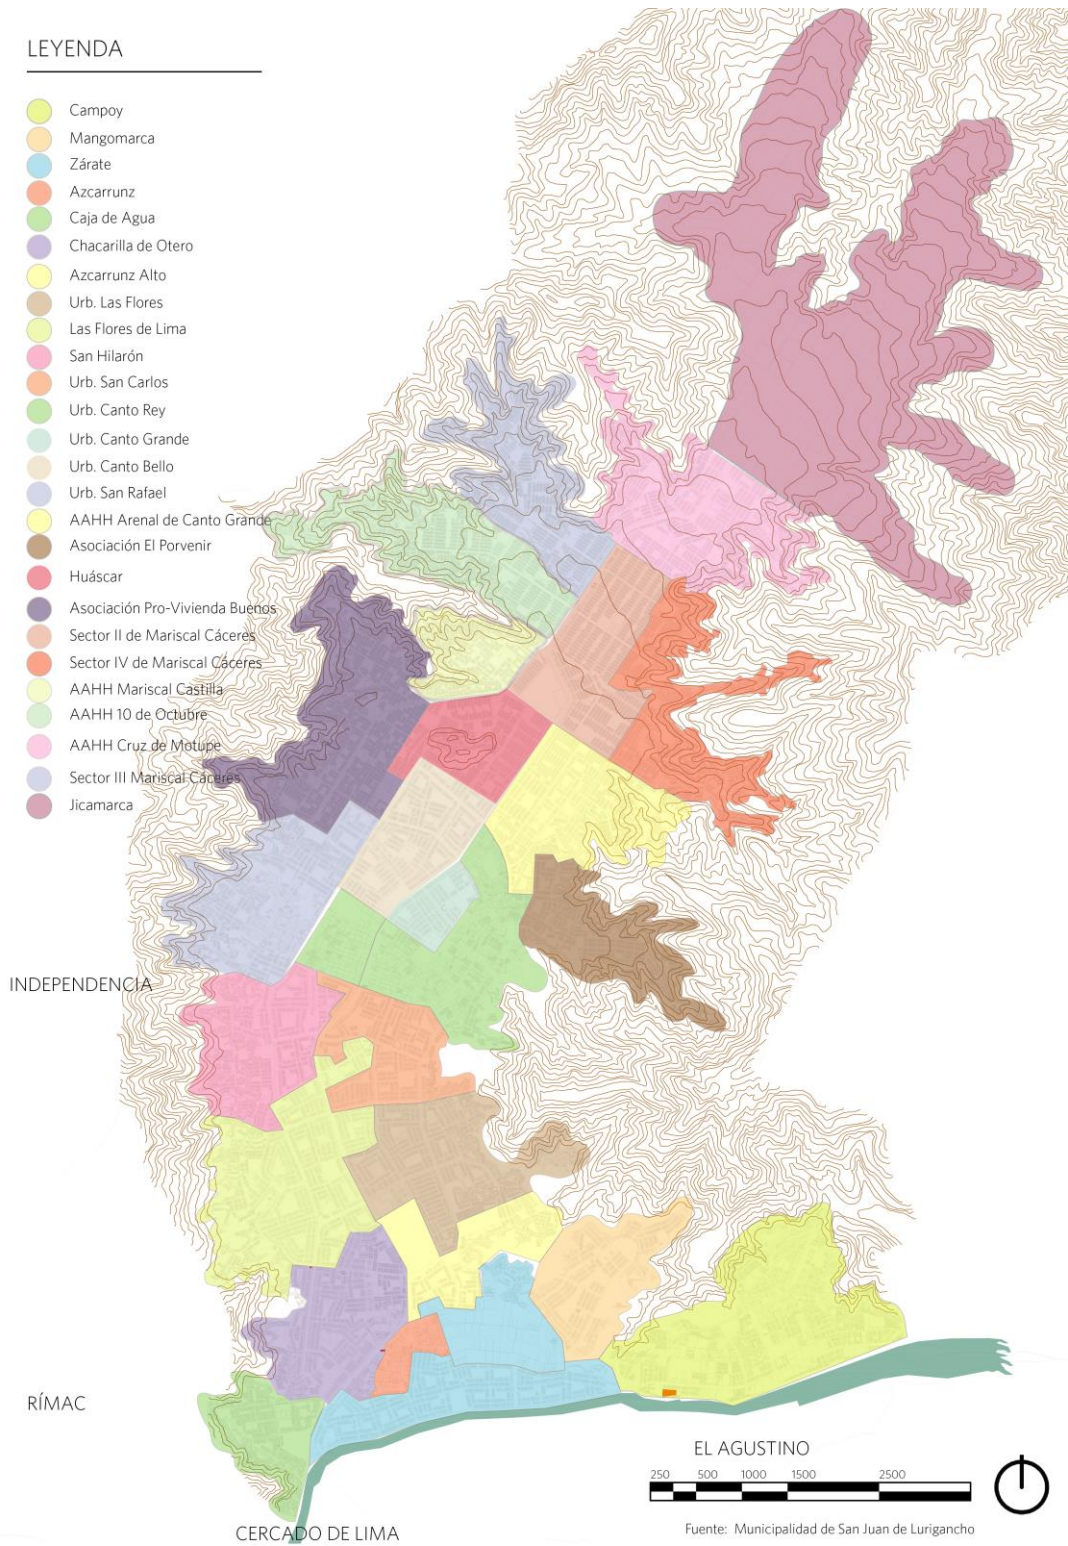 LEYENDA
Campoy
Mangomarca
Zárate
Azcarrunz
Caja de Agua
Chacarilla de Otero
Azcarrunz Alto
Urb. Las Flores
Las Flores de Lima
San Hilarón
Urb. San Carlos
Urb. Canto Rey
Urb. Canto Grande
Urb. Canto Bello
Urb. San Rafael
AAHH Arenal de Canto Grande
Asociación El Porvenir
Huáscar
Asociación Pro-Vivienda Buenos
Sector II de Mariscal Cáceres
Sector IV de Mariscal Cáceres
AAHH Mariscal Castilla
AAHH 10 de Octubre
AAHH Cruz de Motupe
Sector III Mariscal Cáceres
Jicamarca
INDEPENDENCIA
RÍMAC
EL AGUSTINO
250 500 1000 1500 2500
Fuente: Municipalidad de San Juan de Lurigancho
CERCADO DE LIMA